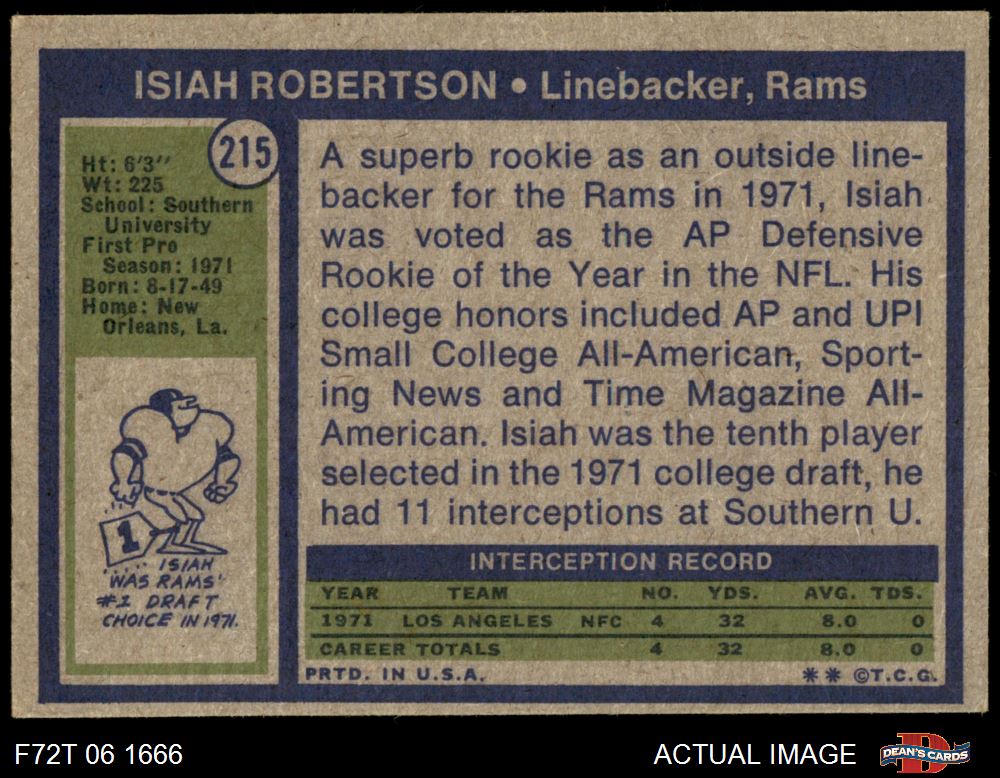 ISIAH ROBERTSON • Linebacker, Rams
215
Ht: 6'3"
Wt: 225
School: Southern
University
First Pro
Season: 1971
Born: 8-17-49
Home: New
Orleans, La.
1
ISIAH
WAS RAMS'
#1 DRAFT
CHOICE IN 1971.
A superb rookie as an outside line-
backer for the Rams in 1971, Isiah
was voted as the AP Defensive
Rookie of the Year in the NFL. His
college honors included AP and UPI
Small College All-American, Sport-
ing News and Time Magazine All-
American. Isiah was the tenth player
selected in the 1971 college draft, he
had 11 interceptions at Southern U.
INTERCEPTION RECORD
YEAR TEAM NO. YDS. AVG. TDS.
1971 LOS ANGELES NFC 4 32 8.0 0
CAREER TOTALS 4 32 8.0 0
PRTD. IN U.S.A. ** ©T.C.G.
F72T 06 1666 ACTUAL IMAGE DEAN'S CARDS